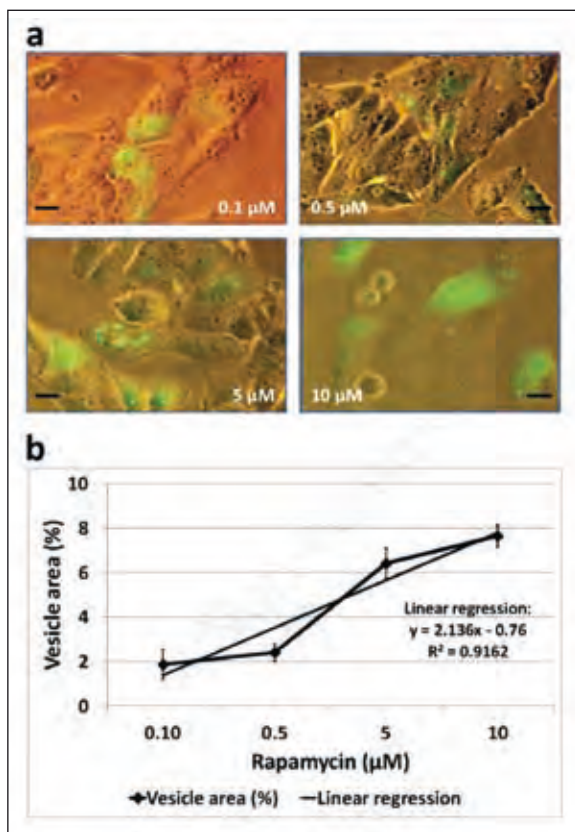 a
0.1 µM
0.5 µM
5 µM
10 µM
b
10
8
6
4
2
0
Vesicle area (%)
Linear regression:
y = 2.136x - 0.76
R² = 0.9162
0.10 0.5 5 10
Rapamycin (µM)
Vesicle area (%) Linear regression